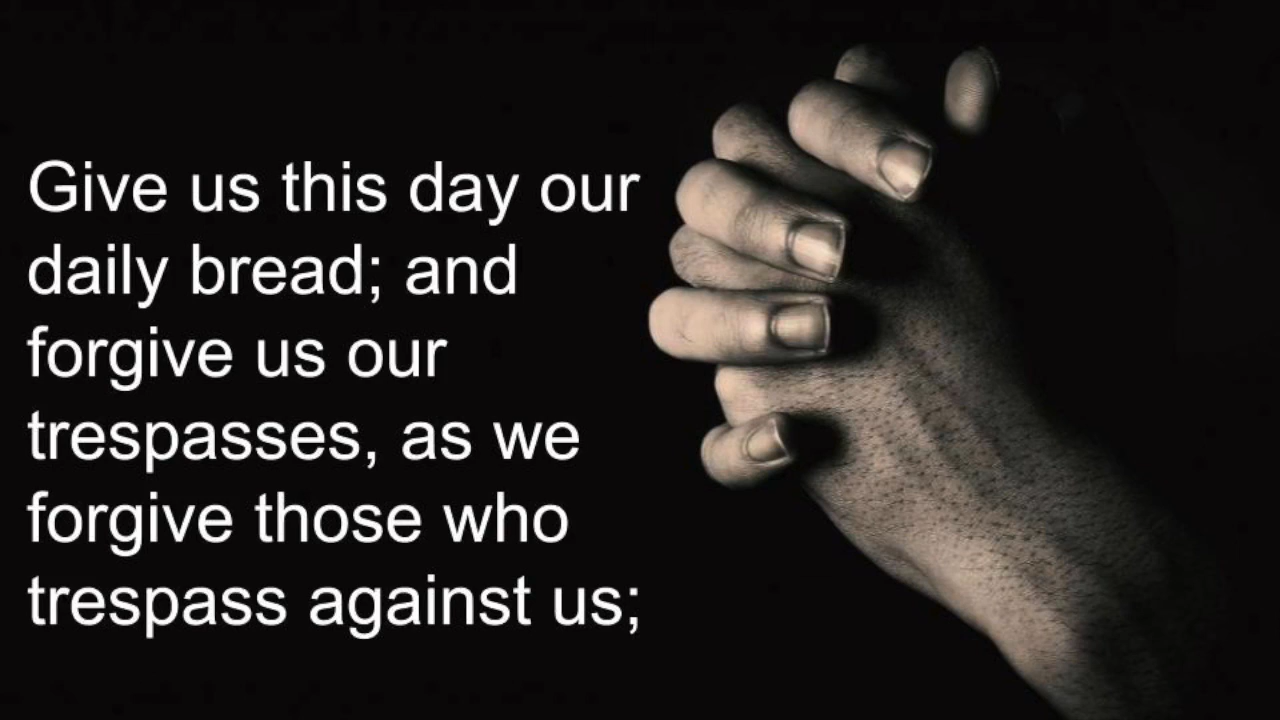 Give us this day our
daily bread; and
forgive us our
trespasses, as we
forgive those who
trespass against us;